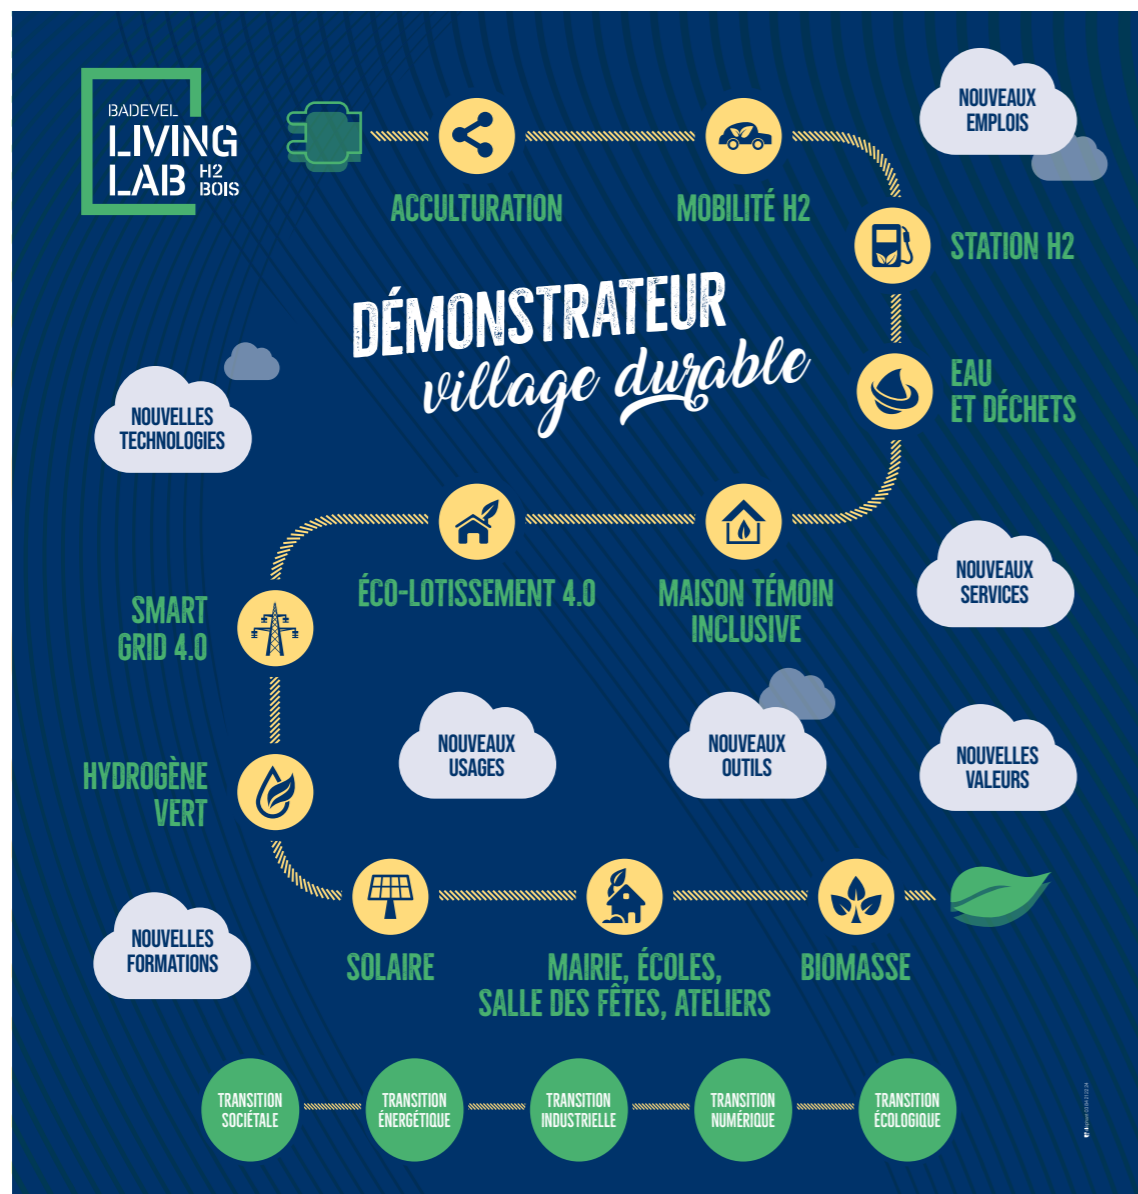 BADEVEL
LIVING
LAB H2
BOIS
NOUVEAUX
EMPLOIS
ACCULTURATION
MOBILITÉ H2
STATION H2
DÉMONSTRATEUR
village durable
EAU
ET DÉCHETS
NOUVELLES
TECHNOLOGIES
ÉCO-LOTISSEMENT 4.0
MAISON TÉMOIN
INCLUSIVE
NOUVEAUX
SERVICES
SMART
GRID 4.0
NOUVEAUX
USAGES
NOUVEAUX
OUTILS
NOUVELLES
VALEURS
HYDROGÈNE
VERT
NOUVELLES
FORMATIONS
SOLAIRE
MAIRIE, ÉCOLES,
SALLE DES FÊTES, ATELIERS
BIOMASSE
TRANSITION
SOCIÉTALE
TRANSITION
ÉNERGÉTIQUE
TRANSITION
INDUSTRIELLE
TRANSITION
NUMÉRIQUE
TRANSITION
ÉCOLOGIQUE